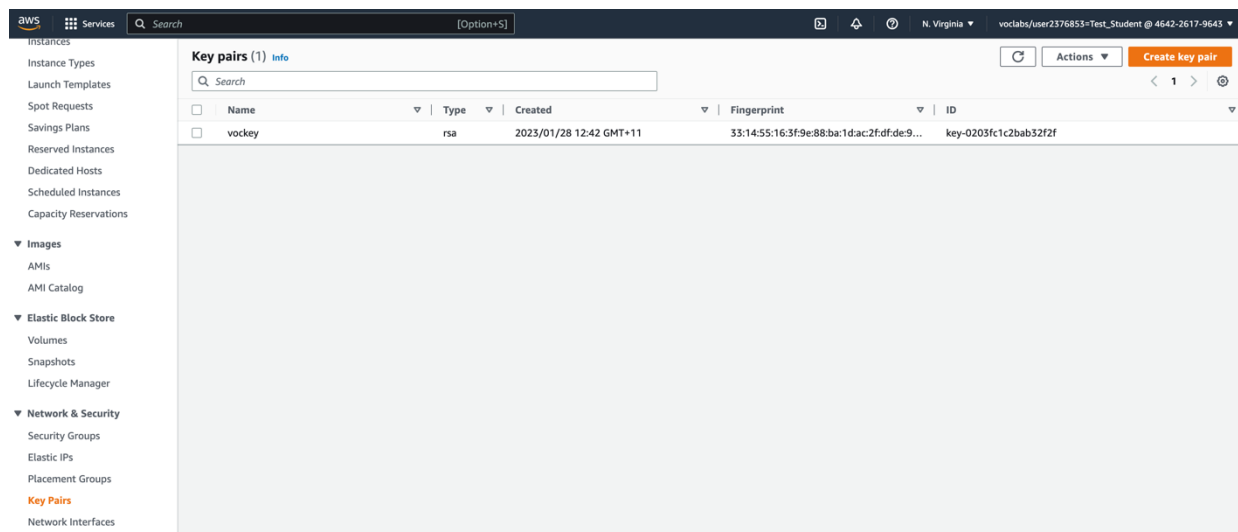 aws Services Search [Option+S] N. Virginia voclabs/user2376853=Test_Student @ 4642-2617-9643
Instances
Instance Types
Launch Templates
Spot Requests
Savings Plans
Reserved Instances
Dedicated Hosts
Scheduled Instances
Capacity Reservations
Images
AMIs
AMI Catalog
Elastic Block Store
Volumes
Snapshots
Lifecycle Manager
Network & Security
Security Groups
Elastic IPs
Placement Groups
Key Pairs
Network Interfaces
Key pairs (1) Info Actions Create key pair
Search 1
Name Type Created Fingerprint ID
vockey rsa 2023/01/28 12:42 GMT+11 33:14:55:16:3f:9e:88:ba:1d:ac:2f:df:de:9... key-0203fc1c2bab32f2f